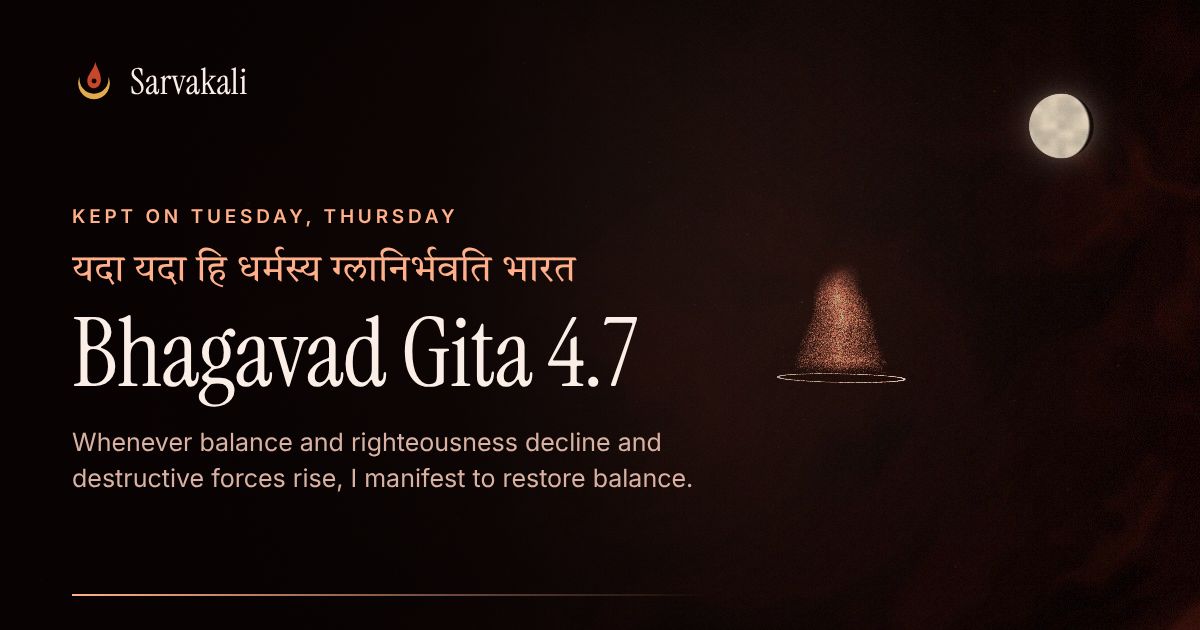 Sarvakali
KEPT ON TUESDAY, THURSDAY
यदा यदा हि धर्मस्य ग्लानिर्भवति भारत
Bhagavad Gita 4.7
Whenever balance and righteousness decline and
destructive forces rise, I manifest to restore balance.